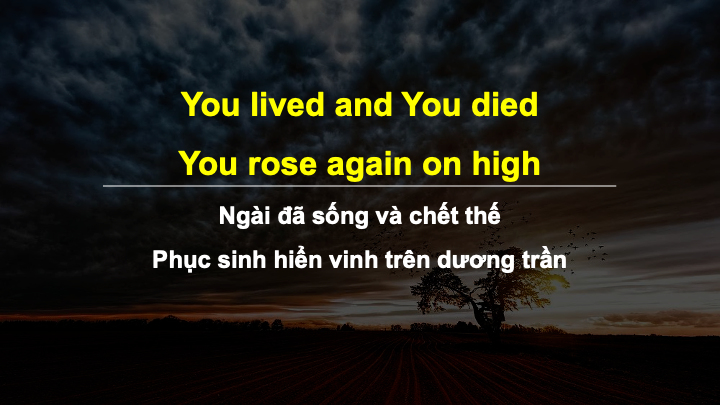 You lived and You died
You rose again on high
Ngài đã sống và chết thế
Phục sinh hiển vinh trên dương trần